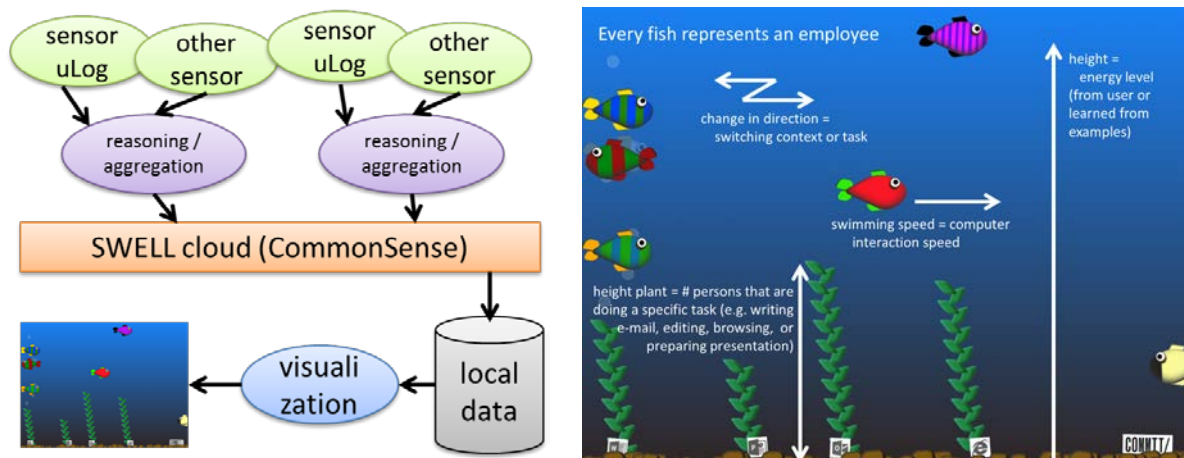 sensor
uLog
other
sensor
sensor
uLog
other
sensor
reasoning /
aggregation
reasoning /
aggregation
SWELL cloud (CommonSense)
visuali
zation
local
data
Every fish represents an employee
change in direction =
switching context or task
height =
energy level
(from user or
learned from
examples)
swimming speed = computer
interaction speed
height plant = # persons that are
doing a specific task (e.g. writing
e-mail, editing, browsing, or
preparing presentation)
COMMIT/